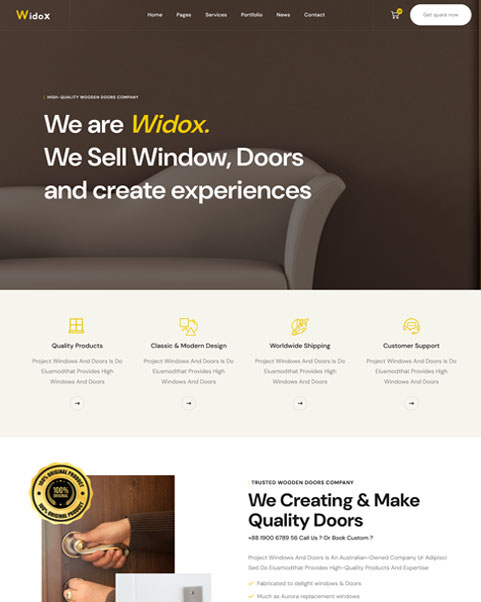 Widox
Home Pages Services Portfolio News Contact
Get quote now
HIGH-QUALITY WOODEN DOORS COMPANY
We are Widox.
We Sell Window, Doors
and create experiences
Quality Products
Project Windows And Doors Is Do
Eiusmodthat Provides High
Windows And Doors
Classic & Modern Design
Project Windows And Doors Is Do
Eiusmodthat Provides High
Windows And Doors
Worldwide Shipping
Project Windows And Doors Is Do
Eiusmodthat Provides High
Windows And Doors
Customer Support
Project Windows And Doors Is Do
Eiusmodthat Provides High
Windows And Doors
100% ORIGINAL PRODUCT
100%
ORIGINAL
100% ORIGINAL PRODUCT
TRUSTED WOODEN DOORS COMPANY
We Creating & Make
Quality Doors
+88 1900 6789 56 Call Us ? Or Book Custom ?
Project Windows And Doors Is An Australian-Owned Company Ur Adipisci
Sed Do Eiusmodthat Provides High-Quality Products And Expertise
Fabricated to delight windows & Doors
Much as Aurora replacement windows